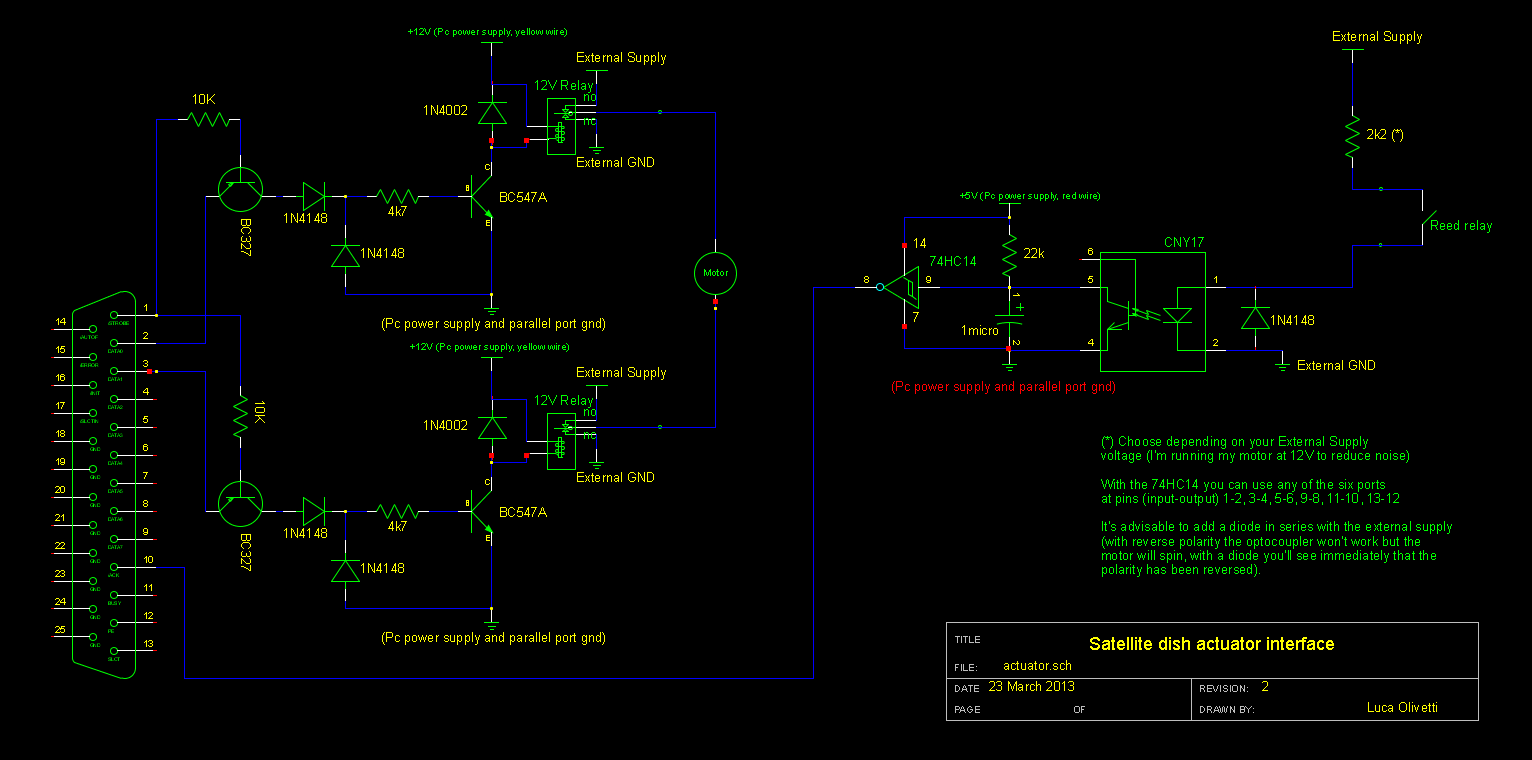 +12V (Pc power supply, yellow wire)
External Supply
12V Relay
no
nc
1N4002
External GND
10K
BC327
1N4148
1N4148
4k7
C
B
E
BC547A
(Pc power supply and parallel port gnd)
+12V (Pc power supply, yellow wire)
External Supply
12V Relay
no
nc
1N4002
External GND
10K
BC327
1N4148
1N4148
4k7
C
B
E
BC547A
(Pc power supply and parallel port gnd)
Motor
1
2
3
4
5
6
7
8
9
10
11
12
13
14
15
16
17
18
19
20
21
22
23
24
25
STROBE
DATA0
DATA1
DATA2
DATA3
DATA4
DATA5
DATA6
DATA7
ACK
BUSY
PE
SLCT
AUTOF
ERROR
INIT
SLCTIN
GND
GND
GND
GND
GND
GND
GND
GND
+5V (Pc power supply, red wire)
14
74HC14
8
9
7
22k
1
+
1micro
2
(Pc power supply and parallel port gnd)
CNY17
6
5
4
1
2
1N4148
External GND
External Supply
2k2 (*)
Reed relay
(*) Choose depending on your External Supply
voltage (I'm running my motor at 12V to reduce noise)
With the 74HC14 you can use any of the six ports
at pins (input-output) 1-2, 3-4, 5-6, 9-8, 11-10, 13-12
It's advisable to add a diode in series with the external supply
(with reverse polarity the optocoupler won't work but the
motor will spin, with a diode you'll see immediately that the
polarity has been reversed).
TITLE
Satellite dish actuator interface
FILE: actuator.sch
DATE 23 March 2013
REVISION: 2
PAGE OF
DRAWN BY: Luca Olivetti